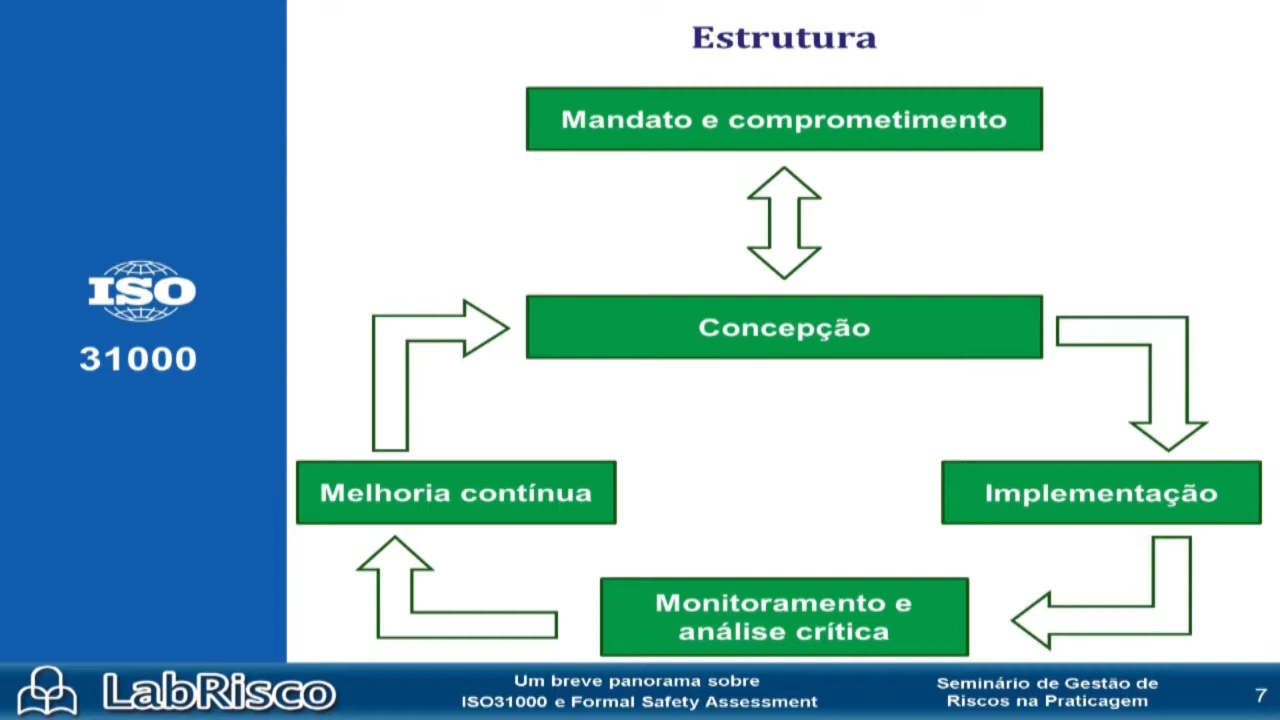 Estrutura
Mandato e comprometimento
ISO
31000
Concepção
Melhoria contínua
Implementação
Monitoramento e
análise crítica
LabRisco
Um breve panorama sobre
ISO31000 e Formal Safety Assessment
Seminário de Gestão de
Riscos na Praticagem
7